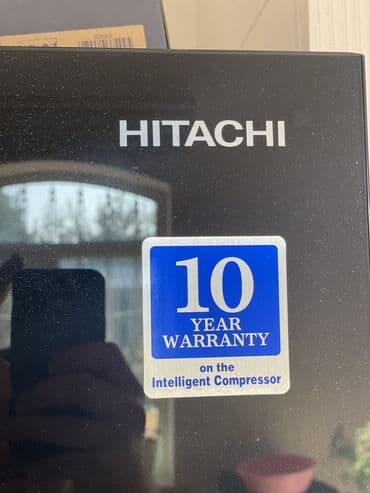 HITACHI
10
YEAR
WARRANTY
on the
Intelligent Compressor